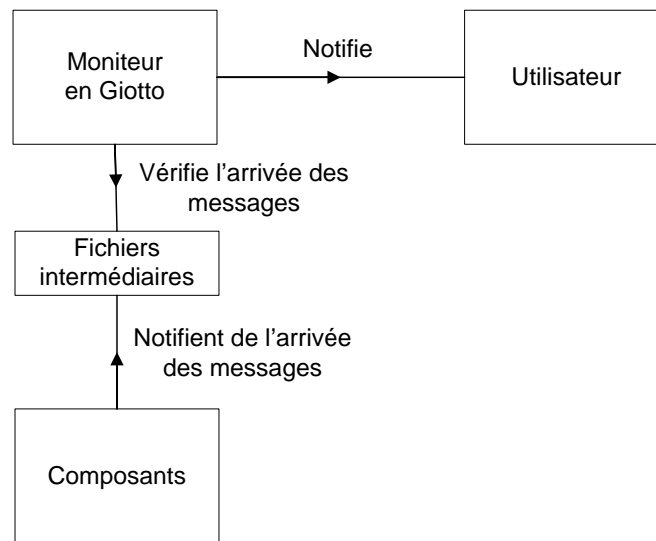 Moniteur
en Giotto
Notifie
Utilisateur
Vérifie l’arrivée des
messages
Fichiers
intermédiaires
Notifient de l’arrivée
des messages
Composants